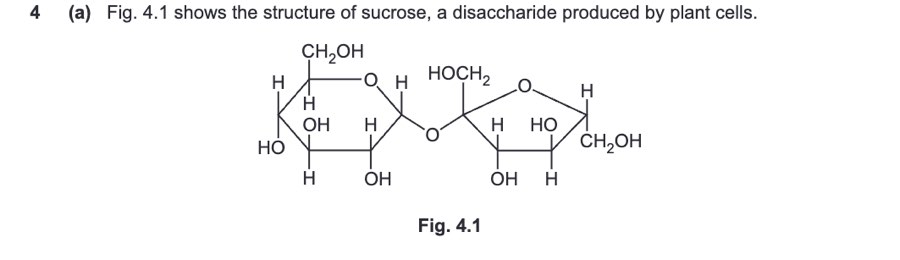 4 (a) Fig. 4.1 shows the structure of sucrose, a disaccharide produced by plant cells.
CH₂OH
H O H HOCH₂ O H
H
OH H H HO
HO O CH₂OH
H OH OH H
Fig. 4.1